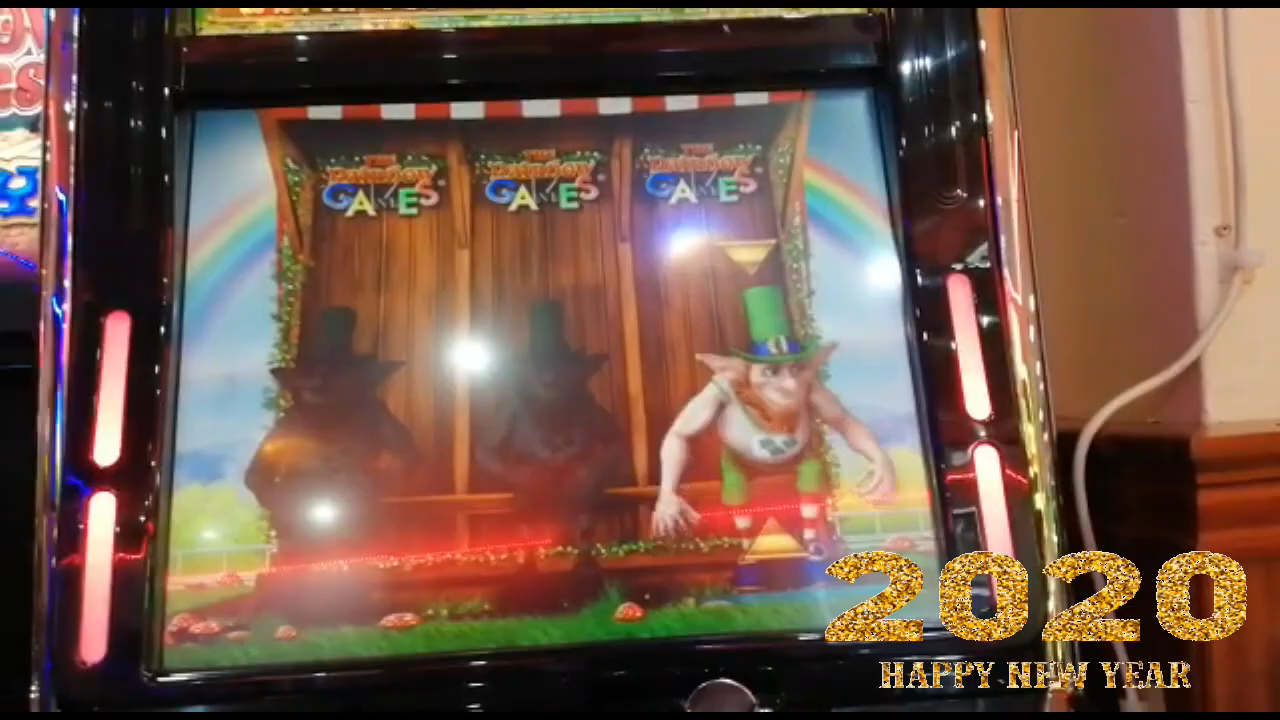 THE
RAINBOW
GAMES
THE
RAINBOW
GAMES
THE
RAINBOW
GAMES
2020
HAPPY NEW YEAR